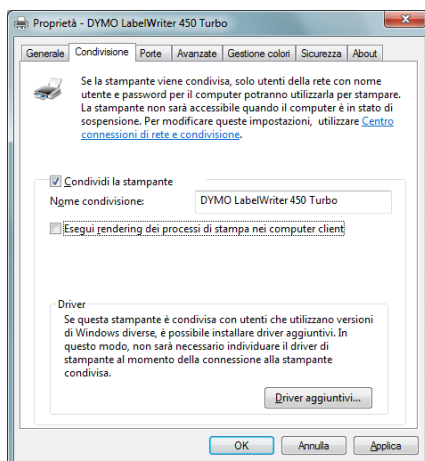 Proprietà - DYMO LabelWriter 450 Turbo
Generale Condivisione Porte Avanzate Gestione colori Sicurezza About
Se la stampante viene condivisa, solo utenti della rete con nome
utente e password per il computer potranno utilizzarla per stampare.
La stampante non sarà accessibile quando il computer è in stato di
sospensione. Per modificare queste impostazioni, utilizzare Centro
connessioni di rete e condivisione.
Condividi la stampante
Nome condivisione: DYMO LabelWriter 450 Turbo
Esegui rendering dei processi di stampa nei computer client
Driver
Se questa stampante è condivisa con utenti che utilizzano versioni
di Windows diverse, è possibile installare driver aggiuntivi. In
questo modo, non sarà necessario individuare il driver di
stampante al momento della connessione alla stampante
condivisa.
Driver aggiuntivi...
OK Annulla Applica